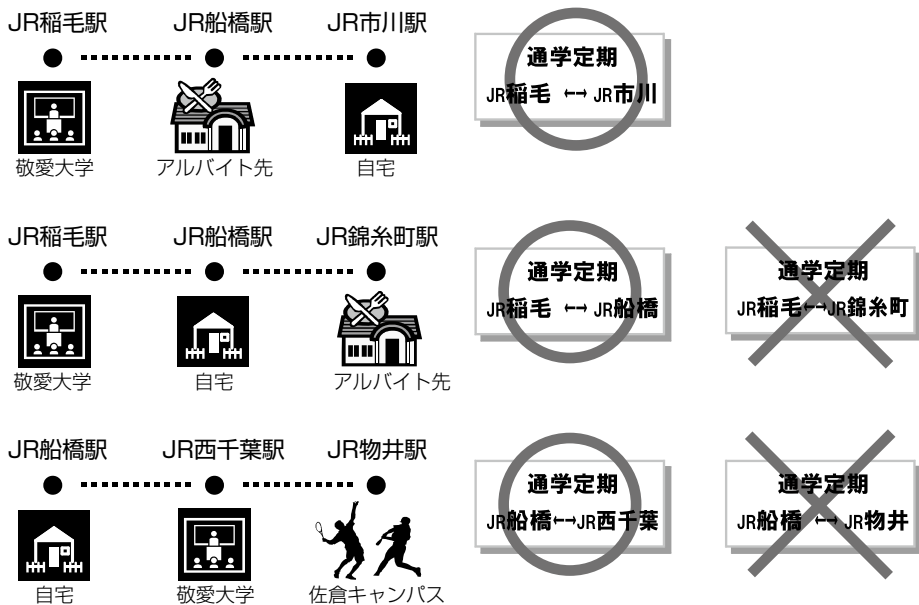 JR稲毛駅 JR船橋駅 JR市川駅
通学定期
JR稲毛 ←→ JR市川
敬愛大学 アルバイト先 自宅
JR稲毛駅 JR船橋駅 JR錦糸町駅
通学定期 通学定期
JR稲毛 ←→ JR船橋 JR稲毛←→JR錦糸町
敬愛大学 自宅 アルバイト先
JR船橋駅 JR西千葉駅 JR物井駅
通学定期 通学定期
JR船橋←→JR西千葉 JR船橋 ←→ JR物井
自宅 敬愛大学 佐倉キャンパス